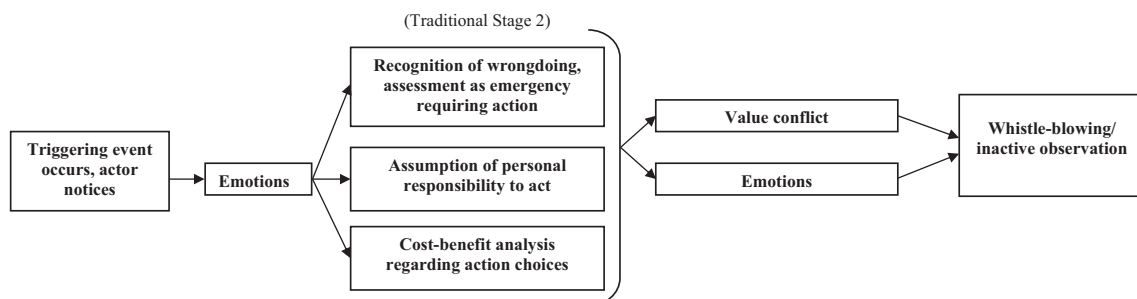 (Traditional Stage 2)
Triggering event
occurs, actor
notices
Emotions
Recognition of wrongdoing,
assessment as emergency
requiring action
Assumption of personal
responsibility to act
Cost-benefit analysis
regarding action choices
Value conflict
Emotions
Whistle-blowing/
inactive observation